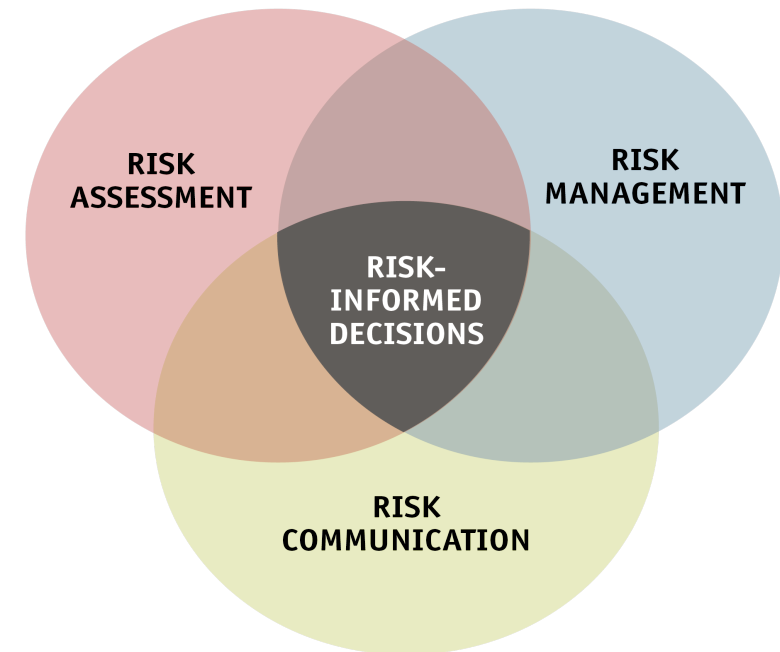 RISK
ASSESSMENT
RISK
MANAGEMENT
RISK-
INFORMED
DECISIONS
RISK
COMMUNICATION